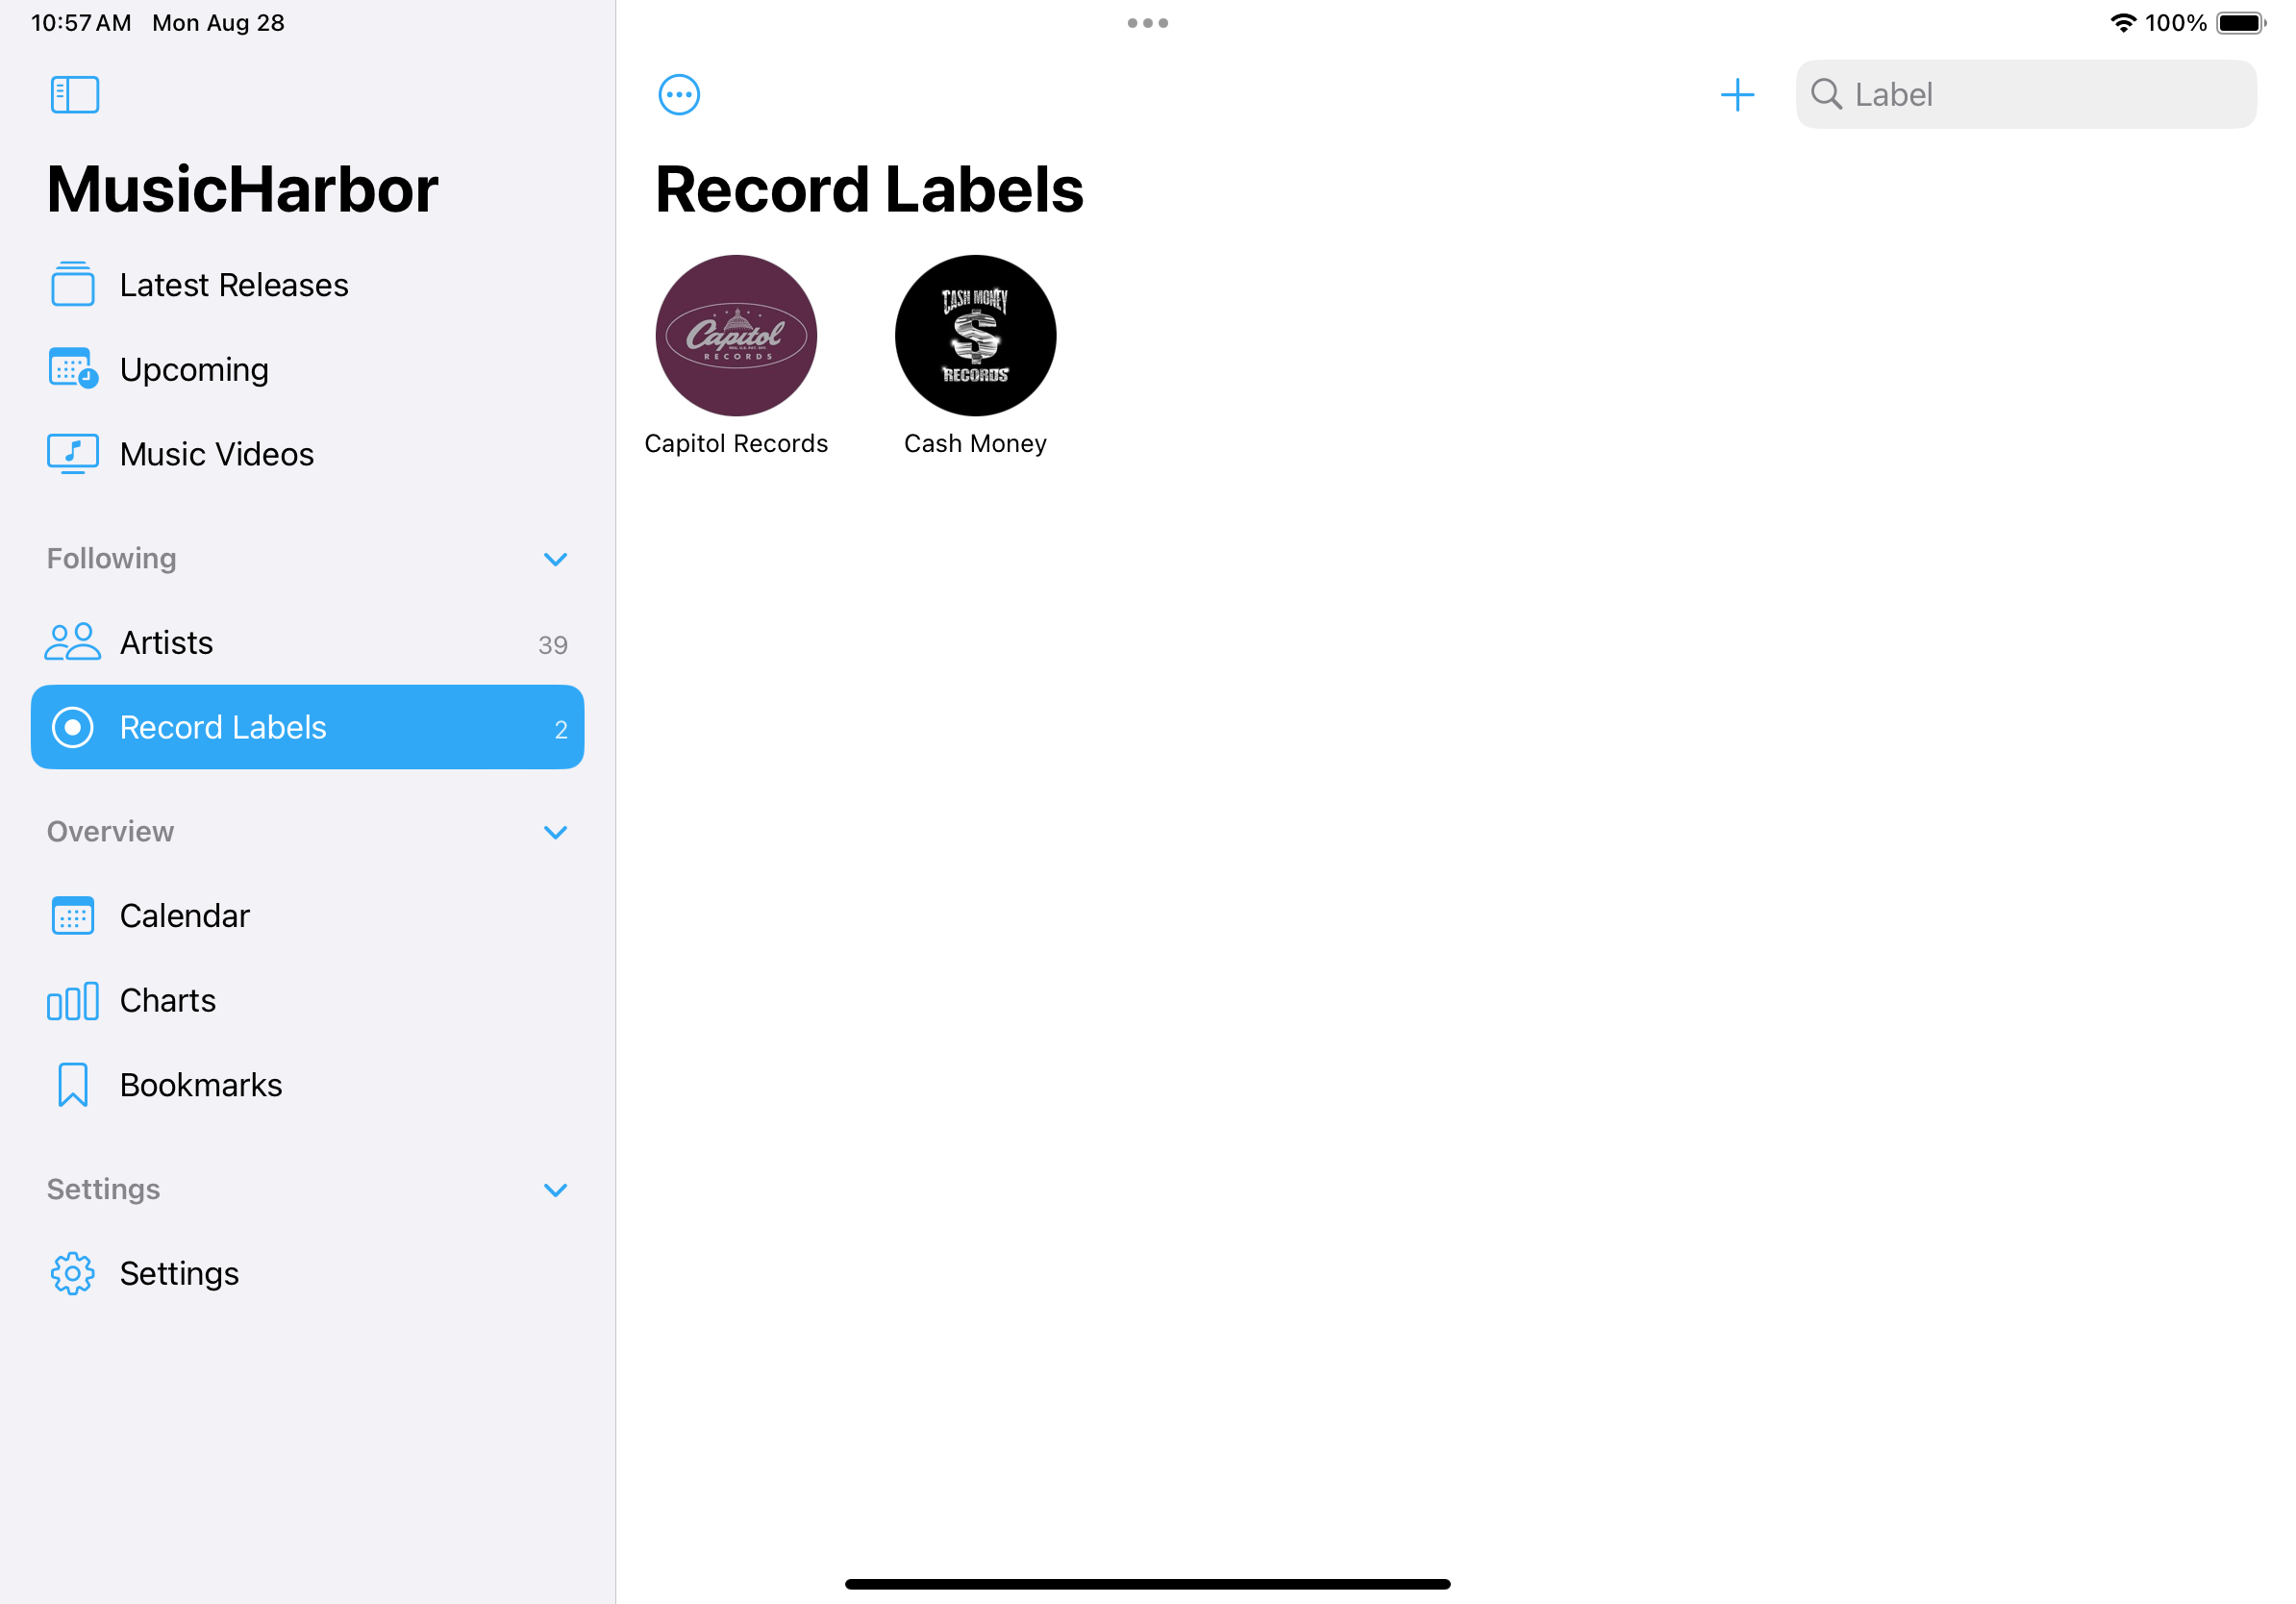 10:57 AM Mon Aug 28
100%
MusicHarbor
Latest Releases
Upcoming
Music Videos
Following
Artists 39
Record Labels 2
Overview
Calendar
Charts
Bookmarks
Settings
Settings
Label
Record Labels
Capitol
RECORDS
Capitol Records
CASH MONEY
RECORDS
Cash Money